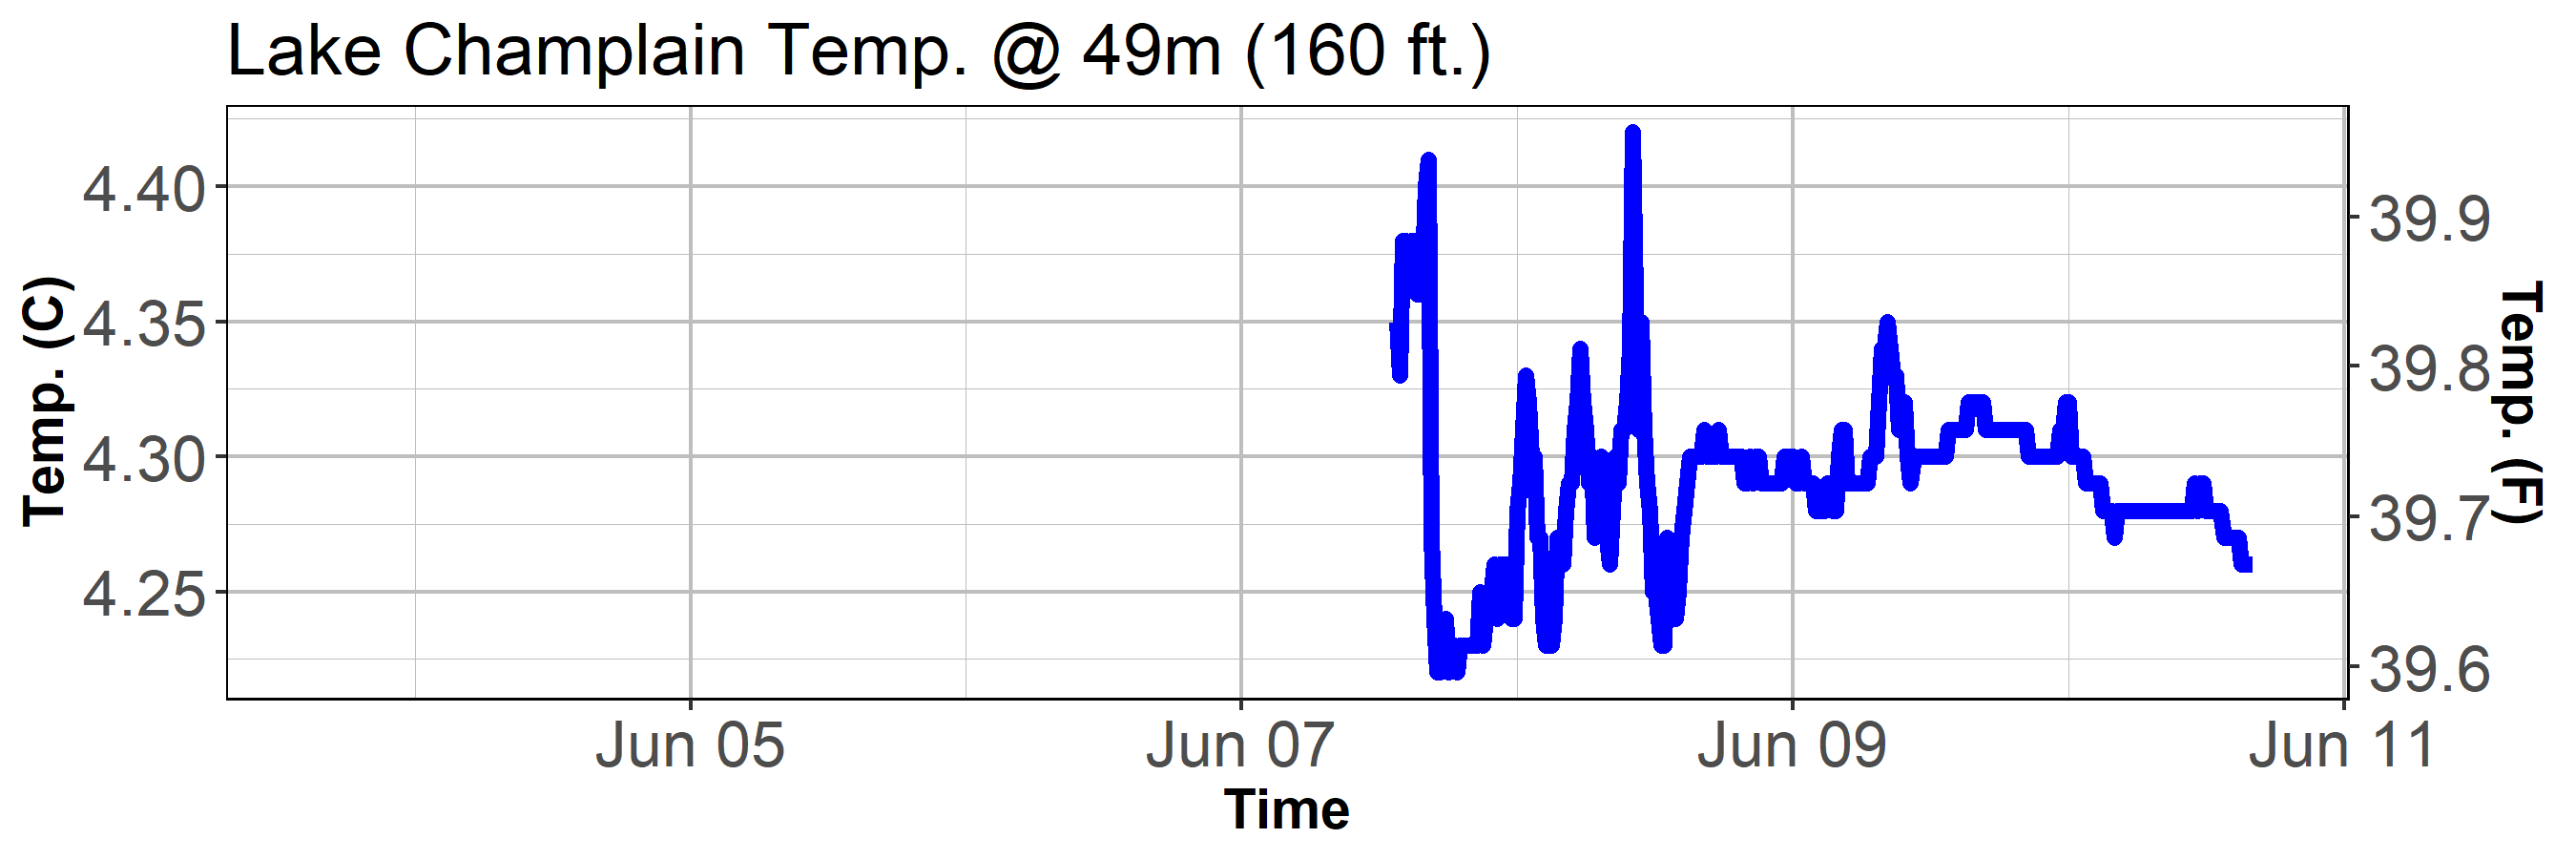 Lake Champlain Temp. @ 49m (160 ft.)
Temp. (C)
4.40
4.35
4.30
4.25
39.9
39.8
39.7
39.6
Temp. (F)
Jun 05
Jun 07
Jun 09
Jun 11
Time